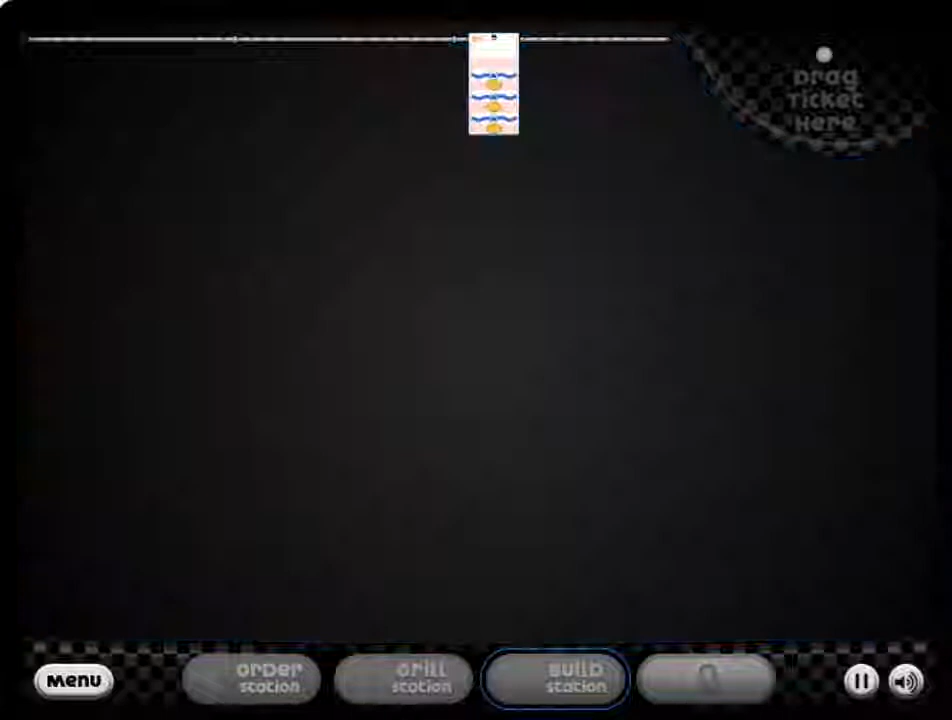 Drag
Ticket
Here
menu
order
station
grill
station
build
station